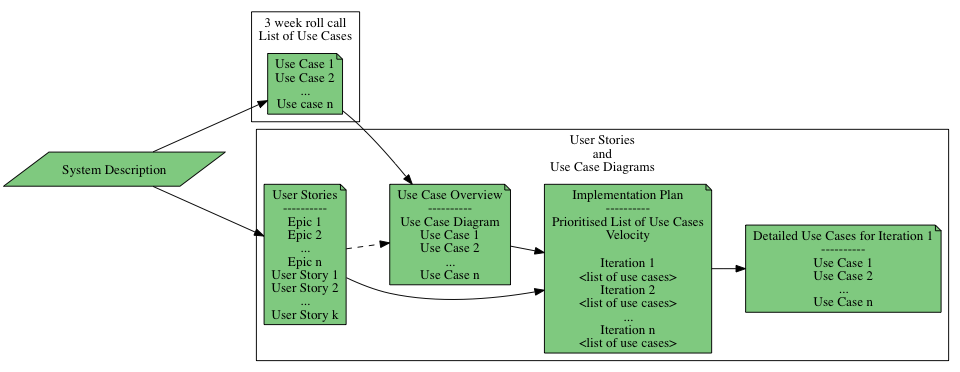 3 week roll call
List of Use Cases
Use Case 1
Use Case 2
...
Use case n
System Description
User Stories
and
Use Case Diagrams
User Stories
----------
Epic 1
Epic 2
...
Epic n
User Story 1
User Story 2
...
User Story k
Use Case Overview
----------
Use Case Diagram
Use Case 1
Use Case 2
...
Use Case n
Implementation Plan
----------
Prioritised List of Use Cases
Velocity
Iteration 1
<list of use cases>
Iteration 2
<list of use cases>
...
Iteration n
<list of use cases>
Detailed Use Cases for Iteration 1
----------
Use Case 1
Use Case 2
...
Use Case n